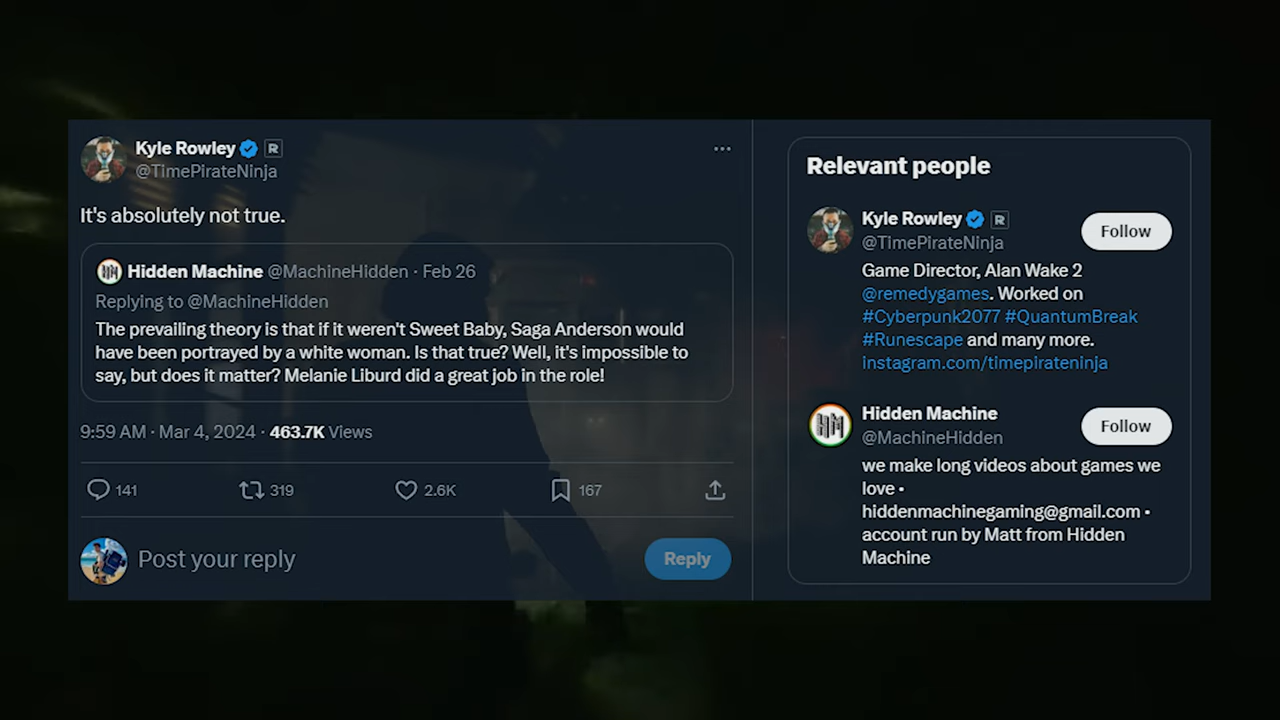 Kyle Rowley
@TimePirateNinja
It's absolutely not true.
Hidden Machine @MachineHidden · Feb 26
Replying to @MachineHidden
The prevailing theory is that if it weren't Sweet Baby, Saga Anderson would
have been portrayed by a white woman. Is that true? Well, it's impossible to
say, but does it matter? Melanie Liburd did a great job in the role!
9:59 AM · Mar 4, 2024 · 463.7K Views
141 319 2.6K 167
Post your reply
Reply
Relevant people
Kyle Rowley
@TimePirateNinja
Follow
Game Director, Alan Wake 2
@remedygames. Worked on
#Cyberpunk2077 #QuantumBreak
#Runescape and many more.
instagram.com/timepirateninja
Hidden Machine
@MachineHidden
Follow
we make long videos about games we
love •
hiddenmachinegaming@gmail.com •
account run by Matt from Hidden
Machine